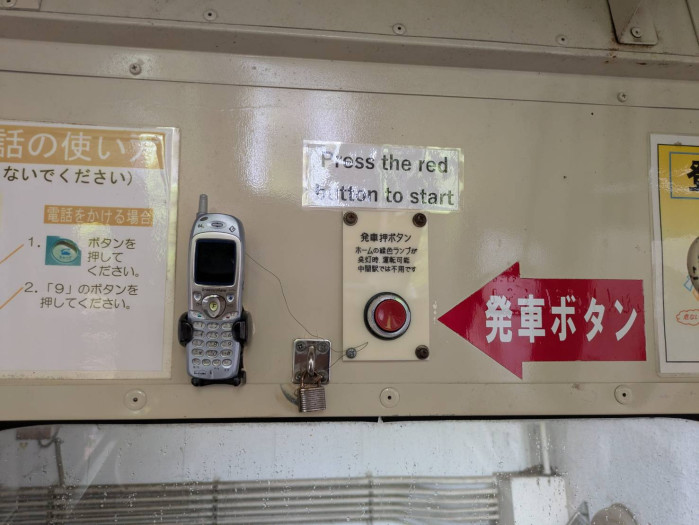 話の使い方
ないでください)
電話をかける場合
1.
ボタンを
押して
ください。
2. 「9」のボタンを
押してください。
Press the red
button to start
発車押ボタン
ホームの緑色ランプが
点灯時 運転可能
中間駅では不用です
発車ボタン